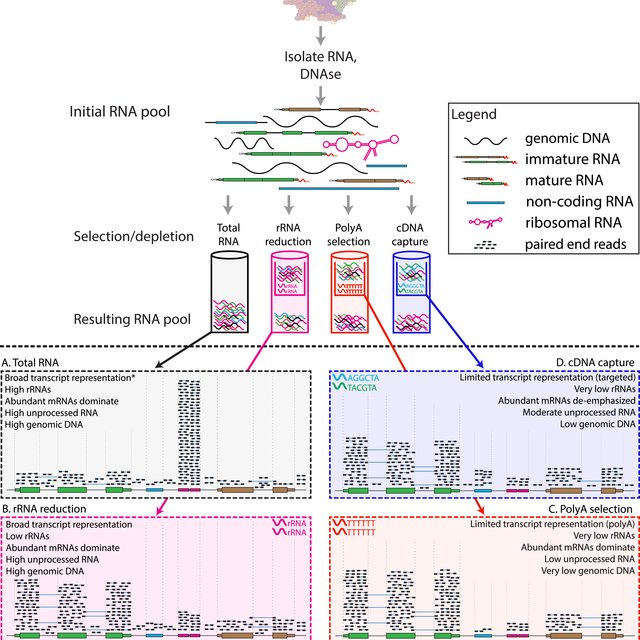 Isolate RNA,
DNAse
Initial RNA pool
Legend
genomic DNA
immature RNA
mature RNA
non-coding RNA
ribosomal RNA
paired end reads
Selection/depletion
Total
RNA
rRNA
reduction
PolyA
selection
cDNA
capture
rRNA
rRNA
TTTTTT
TTTTTT
AGGCTA
TACGTA
Resulting RNA pool
A. Total RNA
Broad transcript representation*
High rRNAs
Abundant mRNAs dominate
High unprocessed RNA
High genomic DNA
D. cDNA capture
AGGCTA
TACGTA
Limited transcript representation (targeted)
Very low rRNAs
Abundant mRNAs de-emphasized
Moderate unprocessed RNA
Low genomic DNA
B. rRNA reduction
Broad transcript representation
Low rRNAs
Abundant mRNAs dominate
High unprocessed RNA
High genomic DNA
rRNA
rRNA
C. PolyA selection
TTTTTT
TTTTTT
Limited transcript representation (polyA)
Very low rRNAs
Abundant mRNAs dominate
Low unprocessed RNA
Very low genomic DNA